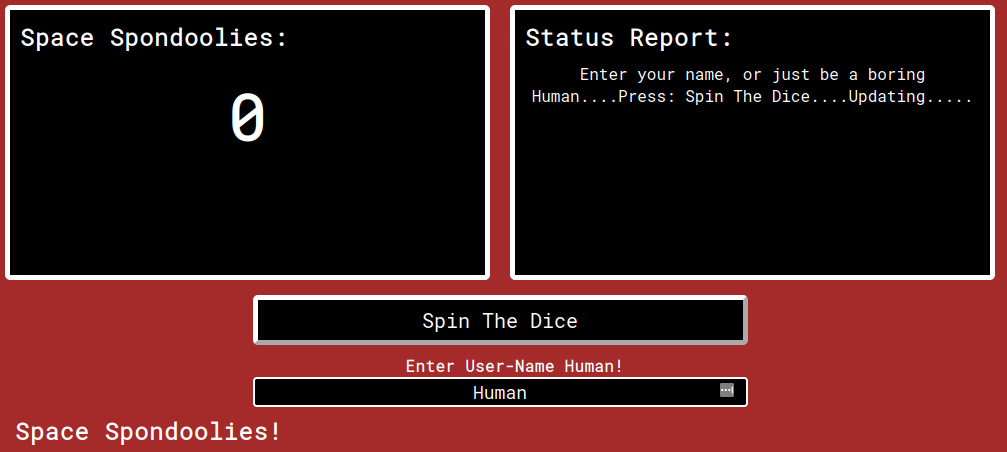 Space Spondoolies:
0
Status Report:
Enter your name, or just be a boring
Human....Press: Spin The Dice....Updating.....
Spin The Dice
Enter User-Name Human!
Human
Space Spondoolies!